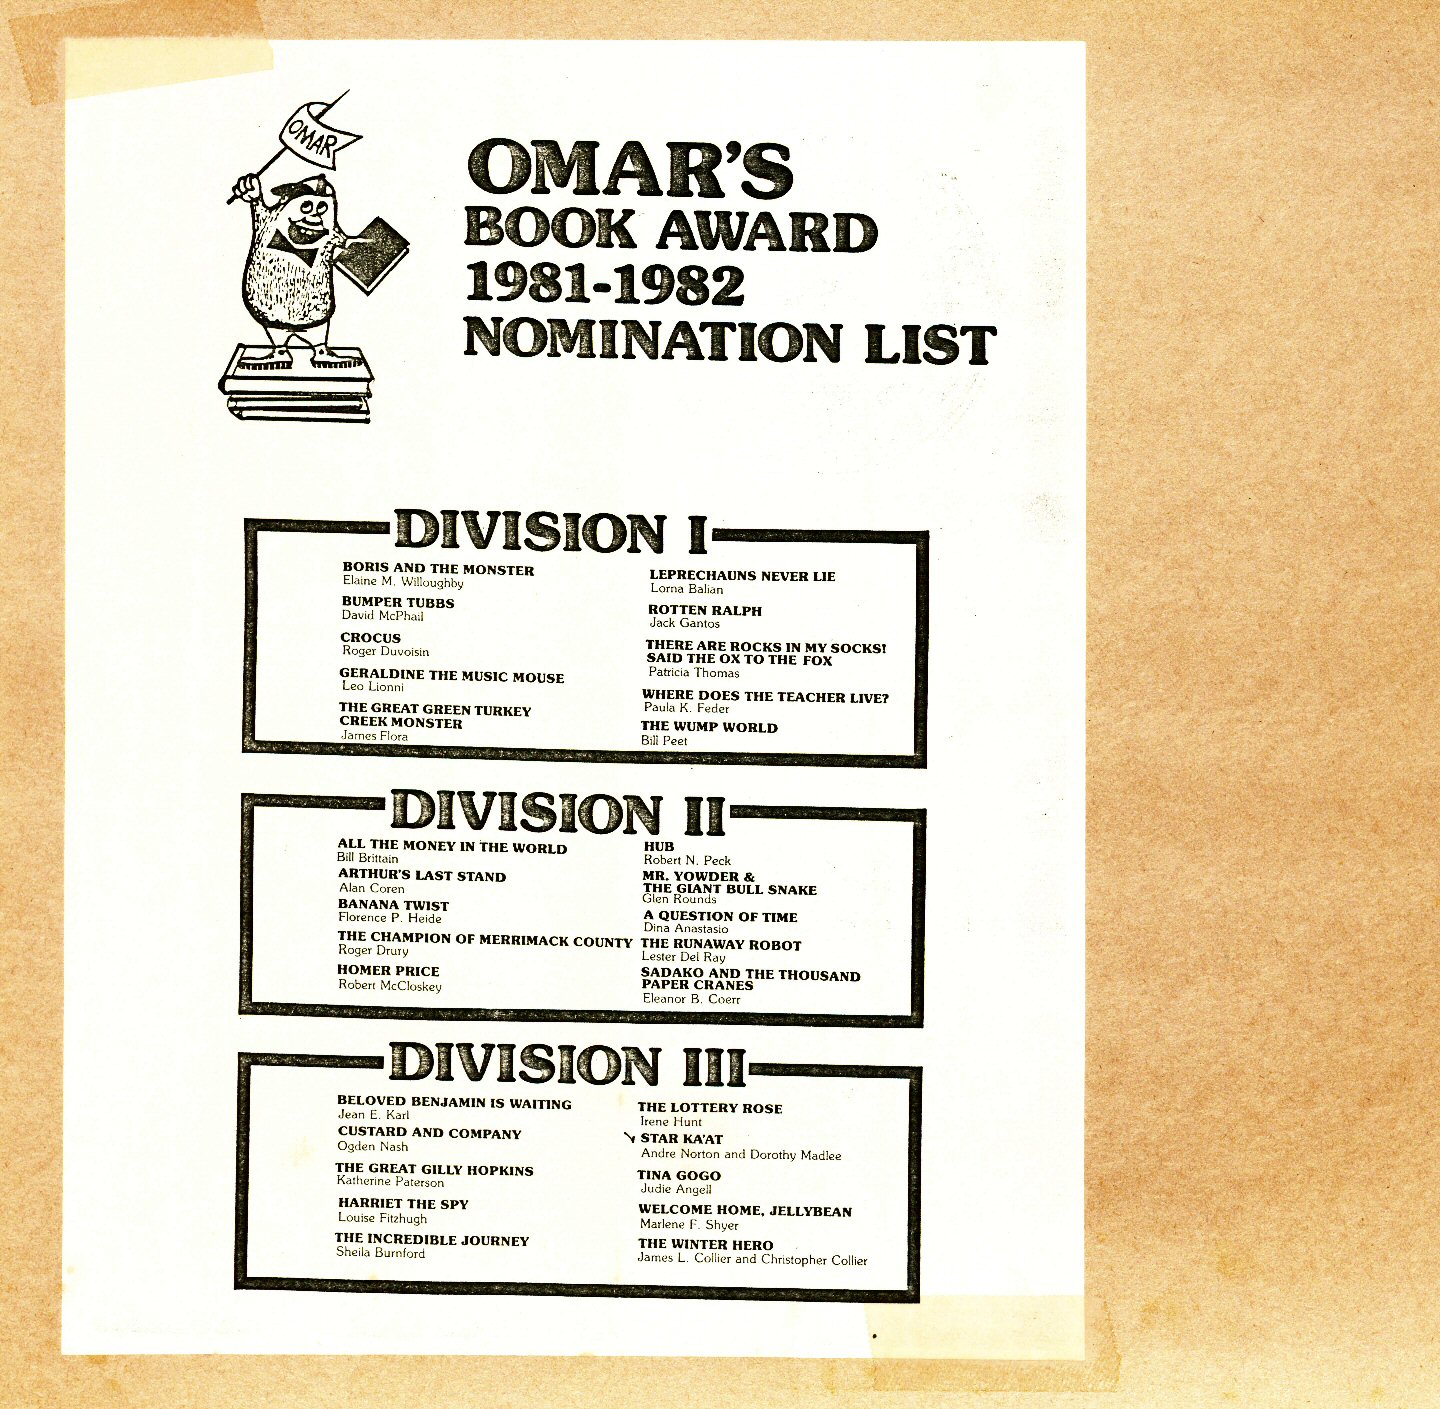 OMAR
OMAR'S
BOOK AWARD
1981-1982
NOMINATION LIST
DIVISION I
BORIS AND THE MONSTER
Elaine M. Willoughby
BUMPER TUBBS
David McPhail
CROCUS
Roger Duvoisin
GERALDINE THE MUSIC MOUSE
Leo Lionni
THE GREAT GREEN TURKEY
CREEK MONSTER
James Flora
LEPRECHAUNS NEVER LIE
Lorna Balian
ROTTEN RALPH
Jack Gantos
THERE ARE ROCKS IN MY SOCKS!
SAID THE OX TO THE FOX
Patricia Thomas
WHERE DOES THE TEACHER LIVE?
Paula K. Feder
THE WUMP WORLD
Bill Peet
DIVISION II
ALL THE MONEY IN THE WORLD
Bill Brittain
ARTHUR'S LAST STAND
Alan Coren
BANANA TWIST
Florence P. Heide
THE CHAMPION OF MERRIMACK COUNTY
Roger Drury
HOMER PRICE
Robert McCloskey
HUB
Robert N. Peck
MR. YOWDER &
THE GIANT BULL SNAKE
Glen Rounds
A QUESTION OF TIME
Dina Anastasio
THE RUNAWAY ROBOT
Lester Del Ray
SADAKO AND THE THOUSAND
PAPER CRANES
Eleanor B. Coerr
DIVISION III
BELOVED BENJAMIN IS WAITING
Jean E. Karl
CUSTARD AND COMPANY
Ogden Nash
THE GREAT GILLY HOPKINS
Katherine Paterson
HARRIET THE SPY
Louise Fitzhugh
THE INCREDIBLE JOURNEY
Sheila Burnford
THE LOTTERY ROSE
Irene Hunt
STAR KA'AT
Andre Norton and Dorothy Madlee
TINA GOGO
Judie Angell
WELCOME HOME, JELLYBEAN
Marlene F. Shyer
THE WINTER HERO
James L. Collier and Christopher Collier